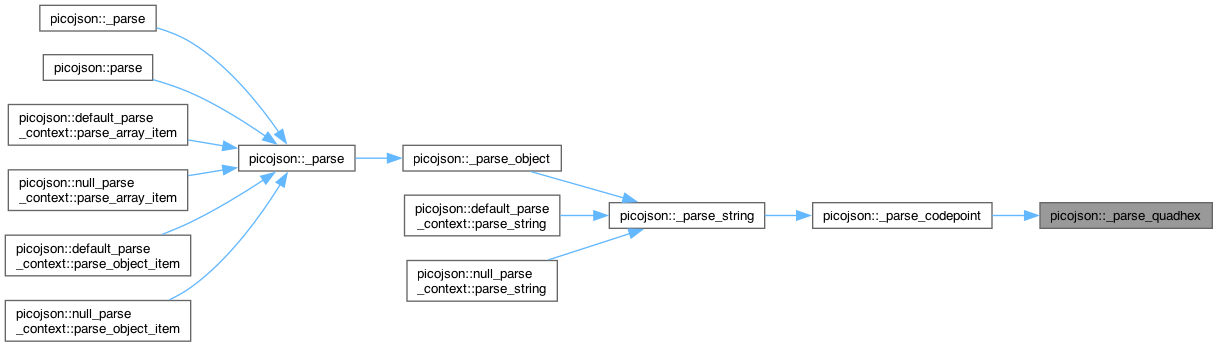 picojson::_parse
picojson::parse
picojson::default_parse
_context::parse_array_item
picojson::null_parse
_context::parse_array_item
picojson::default_parse
_context::parse_object_item
picojson::null_parse
_context::parse_object_item
picojson::_parse
picojson::_parse_object
picojson::default_parse
_context::parse_string
picojson::null_parse
_context::parse_string
picojson::_parse_string
picojson::_parse_codepoint
picojson::_parse_quadhex